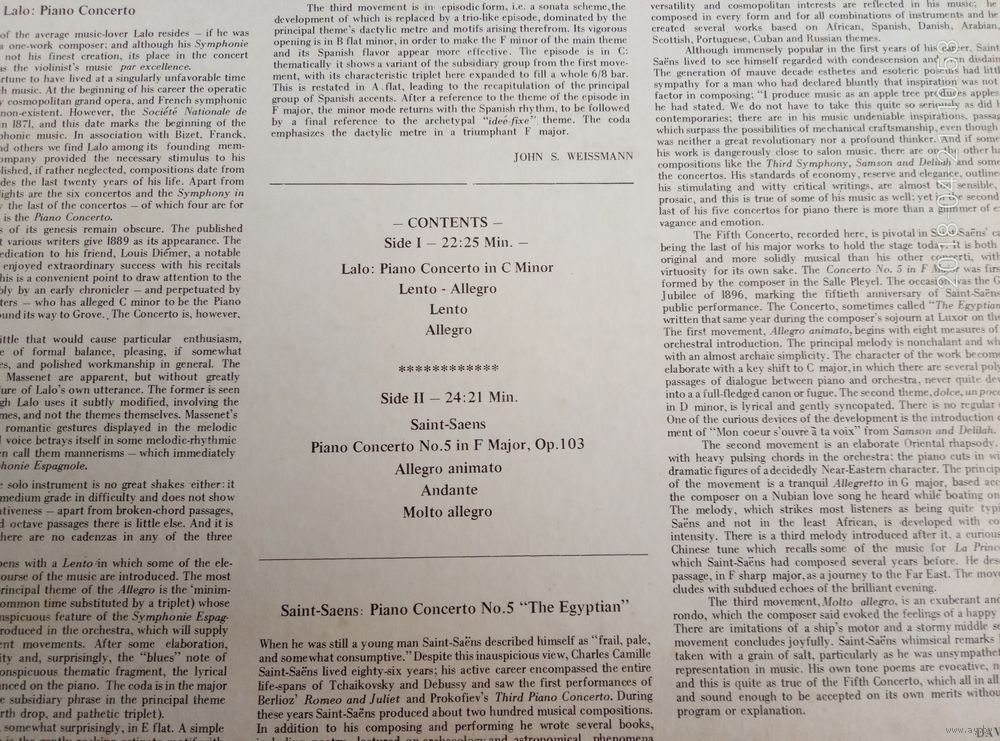 Lalo: Piano Concerto
of the average music-lover Lalo resides – if he was
a one-work composer; and although his Symphonie
not his finest creation, its place in the concert
as the violinist's music par excellence.
ortune to have lived at a singularly unfavorable time
h music. At the beginning of his career the operatic
y cosmopolitan grand opera, and French symphonic
non-existent. However, the Société Nationale de
in 1871, and this date marks the beginning of the
phonic music. In association with Bizet, Franck,
nd others we find Lalo among its founding mem-
ompany provided the necessary stimulus to his
lished, if rather neglected, compositions date from
des the last twenty years of his life. Apart from
lights are the six concertos and the Symphony in
the last of the concertos – of which four are for
is the Piano Concerto.
s of its genesis remain obscure. The published
t various writers give 1889 as its appearance. The
edication to his friend, Louis Diémer, a notable
enjoyed extraordinary success with his recitals
his is a convenient point to draw attention to the
bly by an early chronicler – and perpetuated by
ters – who has alleged C minor to be the Piano
ound its way to Grove. The Concerto is, however,
ittle that would cause particular enthusiasm,
e of formal balance, pleasing, if somewhat
es, and polished workmanship in general. The
Massenet are apparent, but without greatly
ure of Lalo's own utterance. The former is seen
gh Lalo uses it subtly modified, involving the
mes, and not the themes themselves. Massenet's
romantic gestures displayed in the melodic
l voice betrays itself in some melodic-rhythmic
n call them mannerisms – which immediately
phonie Espagnole.
e solo instrument is no great shakes either: it
medium grade in difficulty and does not show
ativeness – apart from broken-chord passages,
d octave passages there is little else. And it is
here are no cadenzas in any of the three
pens with a Lento in which some of the ele-
ourse of the music are introduced. The most
principal theme of the Allegro is the 'minim-
ommon time substituted by a triplet) whose
nspicuous feature of the Symphonie Espag-
roduced in the orchestra, which will supply
ent movements. After some elaboration,
ity and, surprisingly, the "blues" note of
onspicuous thematic fragment, the lyrical
nced on the piano. The coda is in the major
e subsidiary phrase in the principal theme
rth drop, and pathetic triplet).
somewhat surprisingly, in E flat. A simple
The third movement is in episodic form, i.e. a sonata scheme, the
development of which is replaced by a trio-like episode, dominated by the
principal theme's dactylic metre and motifs arising therefrom. Its vigorous
opening is in B flat minor, in order to make the F minor of the main theme
and its Spanish flavor appear more effective. The episode is in C:
thematically it shows a variant of the subsidiary group from the first move-
ment, with its characteristic triplet here expanded to fill a whole 6/8 bar.
This is restated in A flat, leading to the recapitulation of the principal
group of Spanish accents. After a reference to the theme of the episode in
F major, the minor mode returns with the Spanish rhythm, to be followed
by a final reference to the archetypal "ideé-fixe" theme. The coda
emphasizes the dactylic metre in a triumphant F major.
JOHN S. WEISSMANN
– CONTENTS –
Side I – 22:25 Min. –
Lalo: Piano Concerto in C Minor
Lento - Allegro
Lento
Allegro
************
Side II – 24:21 Min.
Saint-Saens
Piano Concerto No.5 in F Major, Op.103
Allegro animato
Andante
Molto allegro
Saint-Saens: Piano Concerto No.5 "The Egyptian"
When he was still a young man Saint-Saëns described himself as "frail, pale,
and somewhat consumptive." Despite this inauspicious view, Charles Camille
Saint-Saëns lived eighty-six years; his active career encompassed the entire
life-spans of Tchaikovsky and Debussy and saw the first performances of
Berlioz' Romeo and Juliet and Prokofiev's Third Piano Concerto. During
these years Saint-Saëns produced about two hundred musical compositions.
In addition to his composing and performing he wrote several books,
versatility and cosmopolitan interests are reflected in his music; he
composed in every form and for all combinations of instruments and he
created several works based on African, Spanish, Danish, Arabian,
Scottish, Portuguese, Cuban and Russian themes.
Although immensely popular in the first years of his career, Saint-
Saëns lived to see himself regarded with condescension and disdain
The generation of mauve decade esthetes and esoteric poseurs had litt
sympathy for a man who had declared bluntly that inspiration was not
factor in composing: "I produce music as an apple tree produces apples
he had stated. We do not have to take this quite so seriously as did h
contemporaries; there are in his music undeniable inspirations, passag
which surpass the possibilities of mechanical craftsmanship, even though
was neither a great revolutionary nor a profound thinker. And if some
his work is dangerously close to salon music, there are on the other ha
compositions like the Third Symphony, Samson and Delilah and some
the concertos. His standards of economy, reserve and elegance, outline
his stimulating and witty critical writings, are almost too sensible,
prosaic, and this is true of some of his music as well; yet in the second
last of his five concertos for piano there is more than a glimmer of e
vagance and emotion.
The Fifth Concerto, recorded here, is pivotal in Saint-Saëns' ca
being the last of his major works to hold the stage today. It is both
original and more solidly musical than his other concerti, with
virtuosity for its own sake. The Concerto No. 5 in F Major was firs
formed by the composer in the Salle Pleyel. The occasion was the G
Jubilee of 1896, marking the fiftieth anniversary of Saint-Saëns
public performance. The Concerto, sometimes called "The Egyptian
written that same year during the composer's sojourn at Luxor on the
The first movement, Allegro animato, begins with eight measures of
orchestral introduction. The principal melody is nonchalant and wh
with an almost archaic simplicity. The character of the work become
elaborate with a key shift to C major, in which there are several poly
passages of dialogue between piano and orchestra, never quite de
into a a full-fledged canon or fugue. The second theme, dolce, un poco
in D minor, is lyrical and gently syncopated. There is no regular
One of the curious devices of the development is the introduction o
ment of "Mon coeur s'ouvre à ta voix" from Samson and Delilah.
The second movement is an elaborate Oriental rhapsody,
with heavy pulsing chords in the orchestra; the piano cuts in wi
dramatic figures of a decidedly Near-Eastern character. The princip
of the movement is a tranquil Allegretto in G major, based acc
the composer on a Nubian love song he heard while boating on
The melody, which strikes most listeners as being quite typi
Saëns and not in the least African, is developed with co
intensity. There is a third melody introduced after it, a curiou
Chinese tune which recalls some of the music for La Princ
which Saint-Saëns had composed several years before. He des
passage, in F sharp major, as a journey to the Far East. The move
cludes with subdued echoes of the brilliant evening.
The third movement, Molto allegro, is an exuberant and
rondo, which the composer said evoked the feelings of a happy
There are imitations of a ship's motor and a stormy middle se
movement concludes joyfully. Saint-Saëns whimsical remarks
taken with a grain of salt, particularly as he was unsympathet
representation in music. His own tone poems are evocative, n
and this is quite as true of the Fifth Concerto, which all in all
and sound enough to be accepted on its own merits withou
program or explanation.